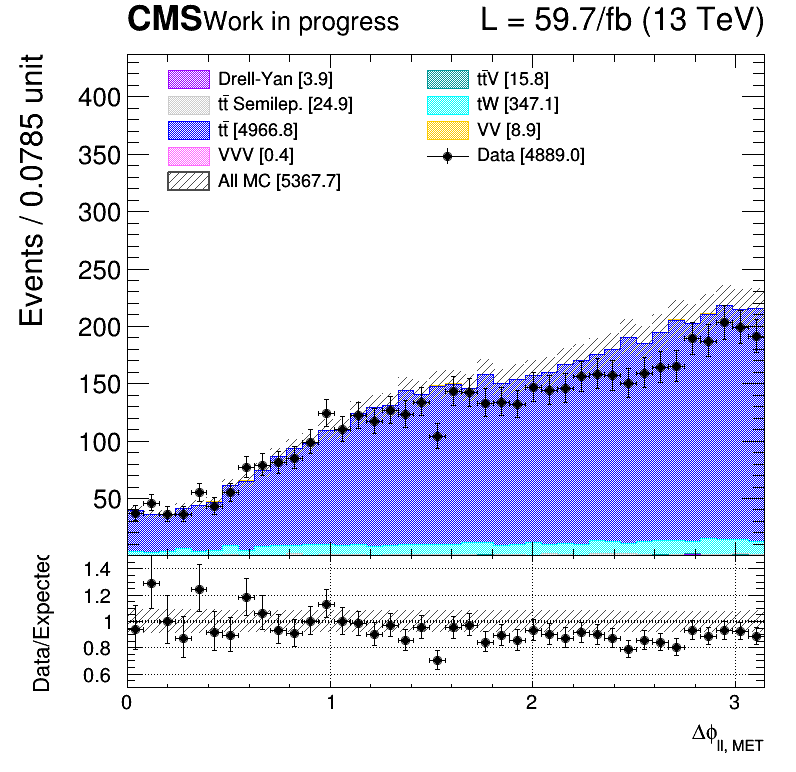 CMS Work in progress L = 59.7/fb (13 TeV)
Events / 0.0785 unit
400
350
300
250
200
150
100
50
Drell-Yan [3.9]
tt̄ Semilep. [24.9]
tt̄ [4966.8]
VVV [0.4]
All MC [5367.7]
tt̄V [15.8]
tW [347.1]
VV [8.9]
Data [4889.0]
Data/Expected
1.4
1.2
1
0.8
0.6
0 1 2 3
Δϕll, MET